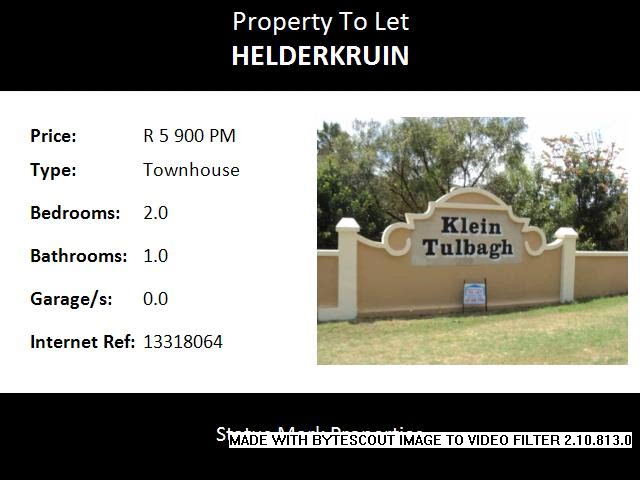 Property To Let
HELDERKRUIN
Price: R 5 900 PM
Type: Townhouse
Bedrooms: 2.0
Bathrooms: 1.0
Garage/s: 0.0
Internet Ref: 13318064
Klein
Tulbagh
MADE WITH BYTESCOUT IMAGE TO VIDEO FILTER 2.10.813.0